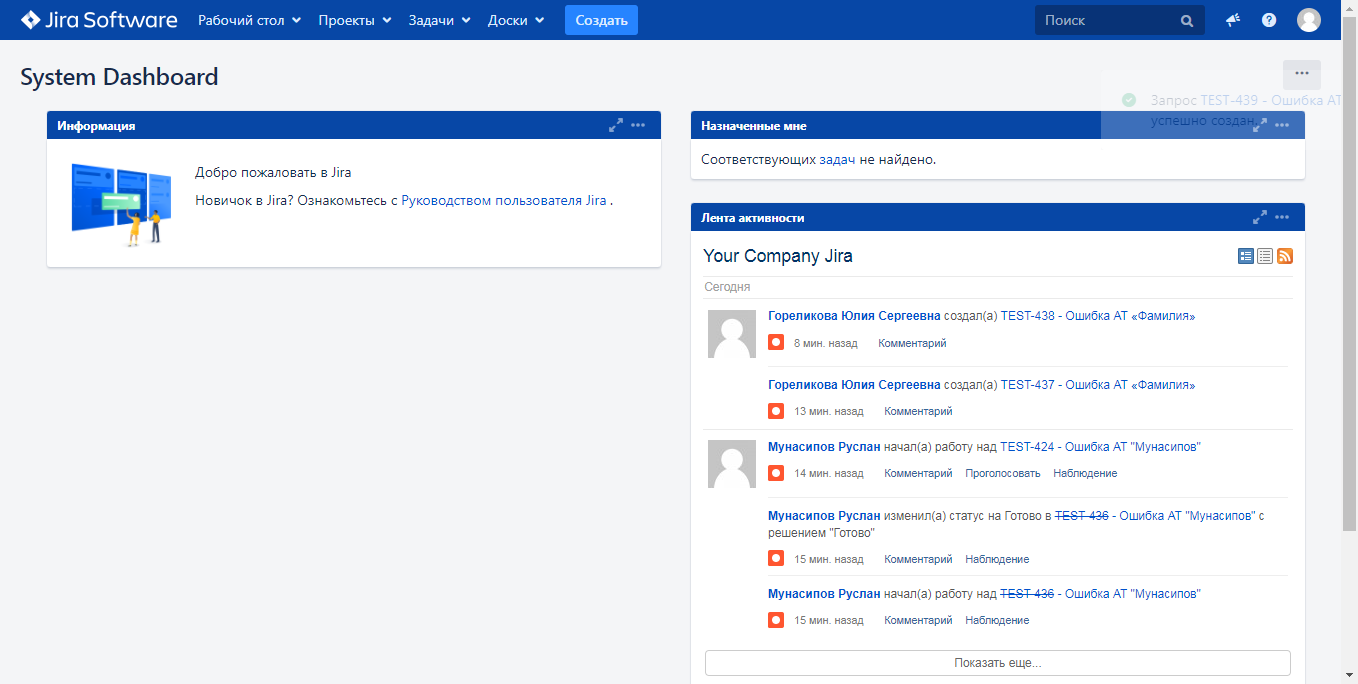 Jira Software Рабочий стол Проекты Задачи Доски Создать Поиск
System Dashboard
Запрос TEST-439 - Ошибка АТ
успешно создан.
Информация
Добро пожаловать в Jira
Новичок в Jira? Ознакомьтесь с Руководством пользователя Jira .
Назначенные мне
Соответствующих задач не найдено.
Лента активности
Your Company Jira
Сегодня
Гореликова Юлия Сергеевна создал(а) TEST-438 - Ошибка АТ «Фамилия»
8 мин. назад Комментарий
Гореликова Юлия Сергеевна создал(а) TEST-437 - Ошибка АТ «Фамилия»
13 мин. назад Комментарий
Мунасипов Руслан начал(а) работу над TEST-424 - Ошибка АТ "Мунасипов"
14 мин. назад Комментарий Проголосовать Наблюдение
Мунасипов Руслан изменил(а) статус на Готово в TEST-436 - Ошибка АТ "Мунасипов" с
решением "Готово"
15 мин. назад Комментарий Наблюдение
Мунасипов Руслан начал(а) работу над TEST-436 - Ошибка АТ "Мунасипов"
15 мин. назад Комментарий Наблюдение
Показать еще...